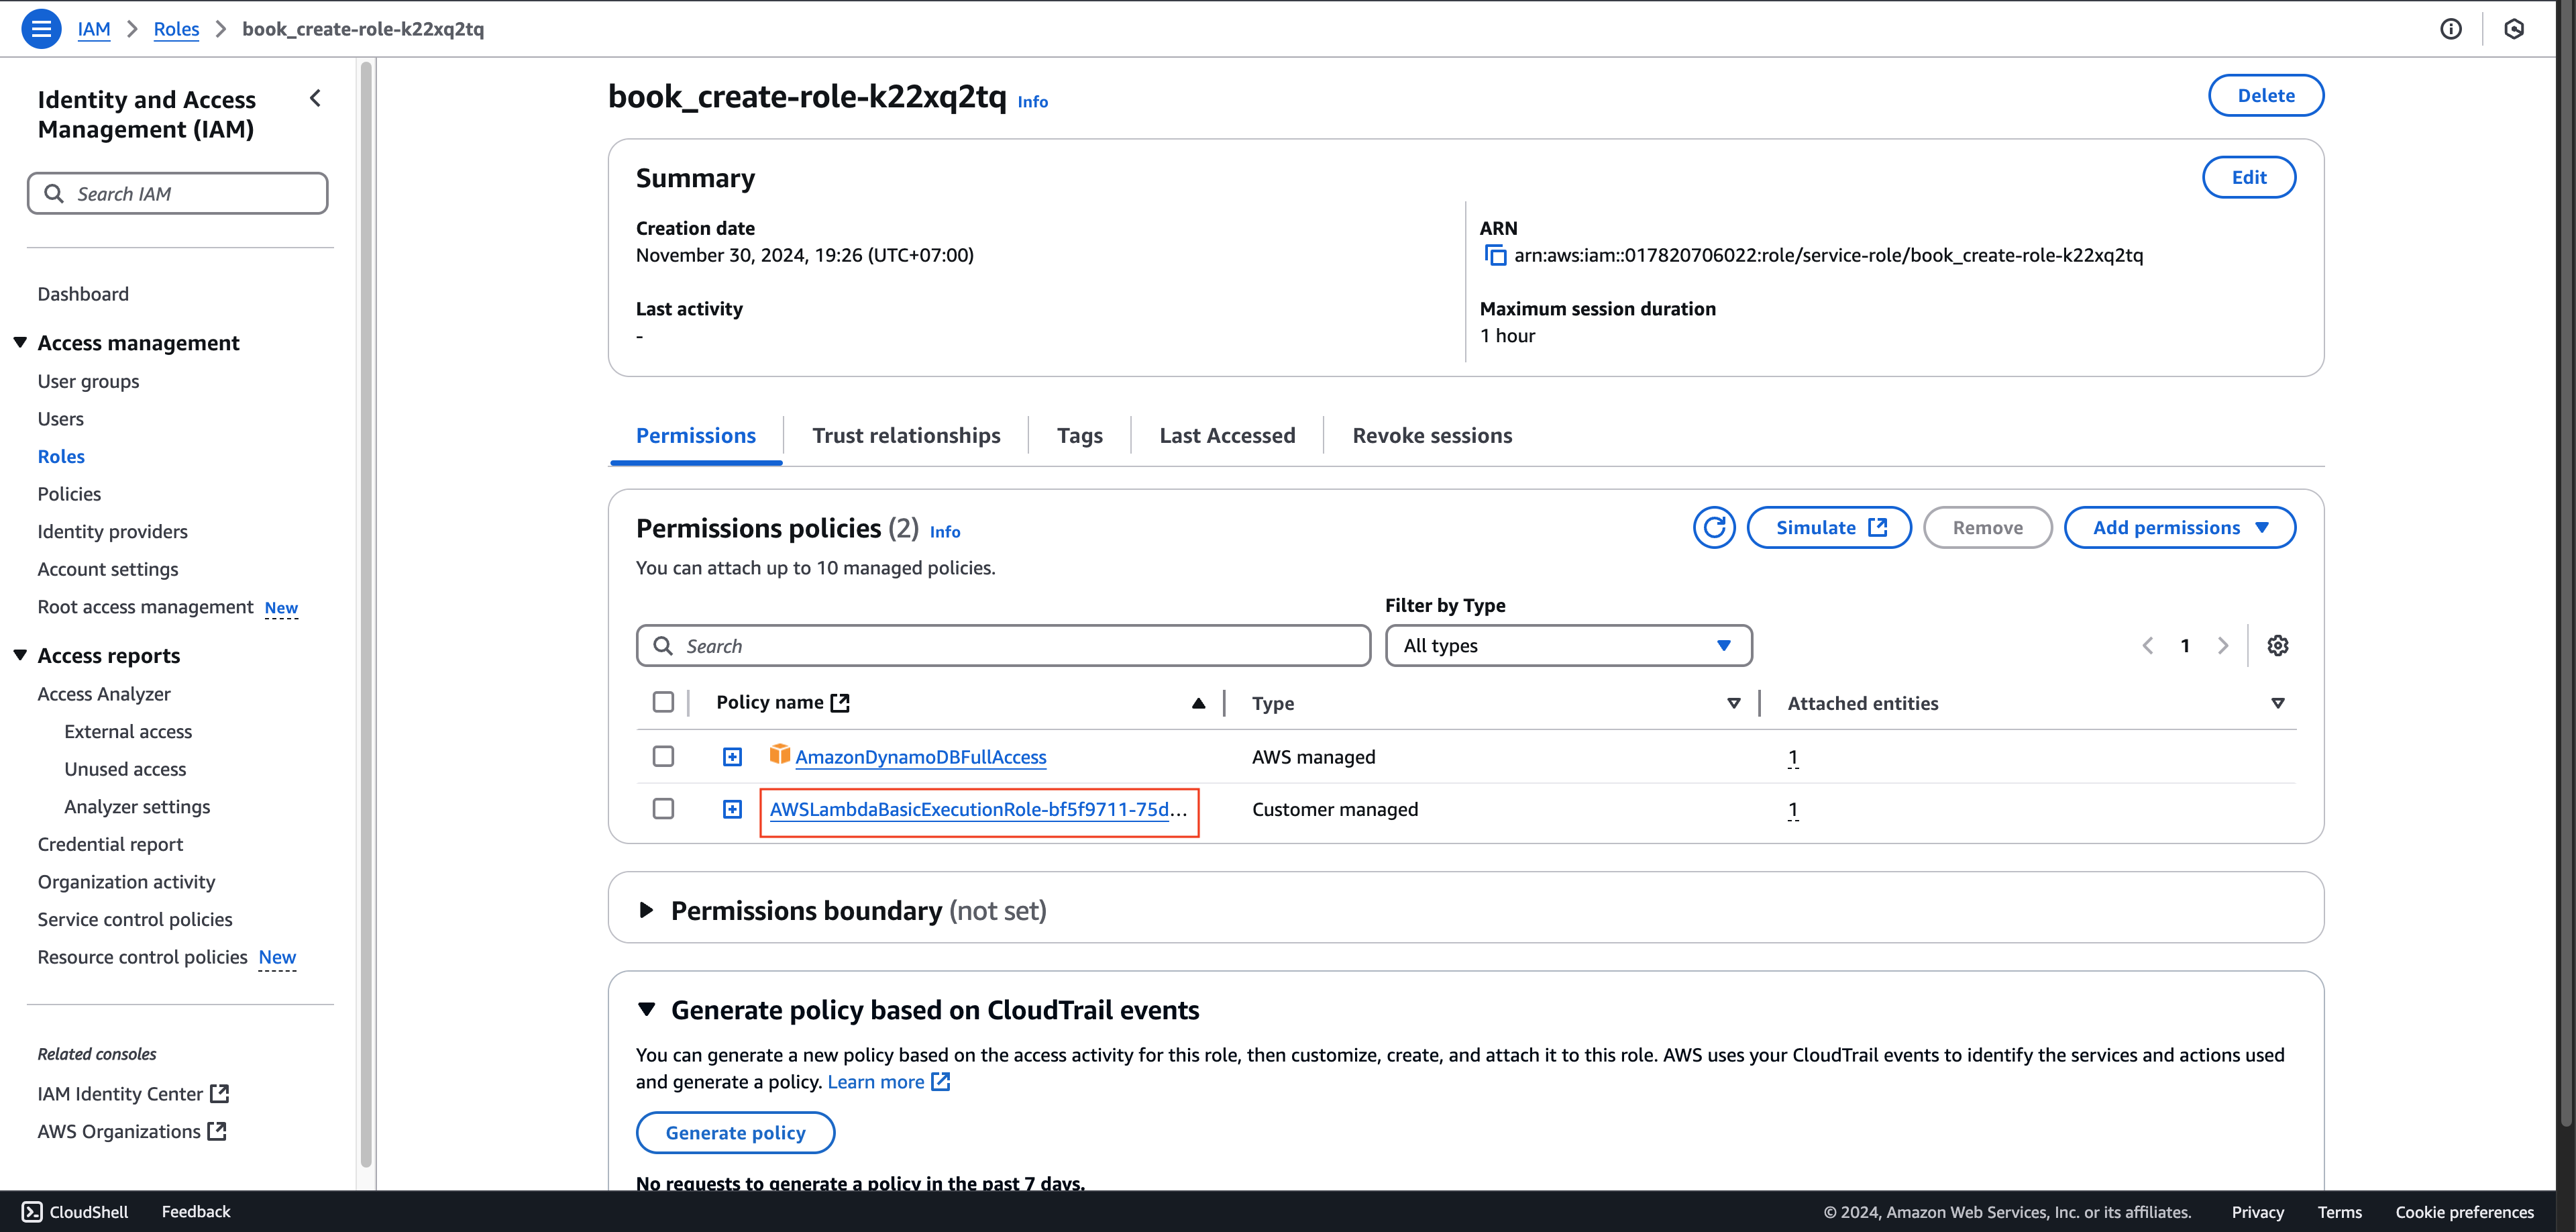 IAM
Roles
book_create-role-k22xq2tq
Identity and Access
Management (IAM)
Search IAM
Dashboard
Access management
User groups
Users
Roles
Policies
Identity providers
Account settings
Root access management New
Access reports
Access Analyzer
External access
Unused access
Analyzer settings
Credential report
Organization activity
Service control policies
Resource control policies New
Related consoles
IAM Identity Center
AWS Organizations
book_create-role-k22xq2tq Info
Delete
Summary
Edit
Creation date
November 30, 2024, 19:26 (UTC+07:00)
ARN
arn:aws:iam::017820706022:role/service-role/book_create-role-k22xq2tq
Last activity
-
Maximum session duration
1 hour
Permissions
Trust relationships
Tags
Last Accessed
Revoke sessions
Permissions policies (2) Info
Simulate
Remove
Add permissions
You can attach up to 10 managed policies.
Filter by Type
Search
All types
1
Policy name
Type
Attached entities
AmazonDynamoDBFullAccess
AWS managed
1
AWSLambdaBasicExecutionRole-bf5f9711-75d...
Customer managed
1
Permissions boundary (not set)
Generate policy based on CloudTrail events
You can generate a new policy based on the access activity for this role, then customize, create, and attach it to this role. AWS uses your CloudTrail events to identify the services and actions used
and generate a policy. Learn more
Generate policy
No requests to generate a policy in the past 7 days.
CloudShell
Feedback
© 2024, Amazon Web Services, Inc. or its affiliates.
Privacy
Terms
Cookie preferences